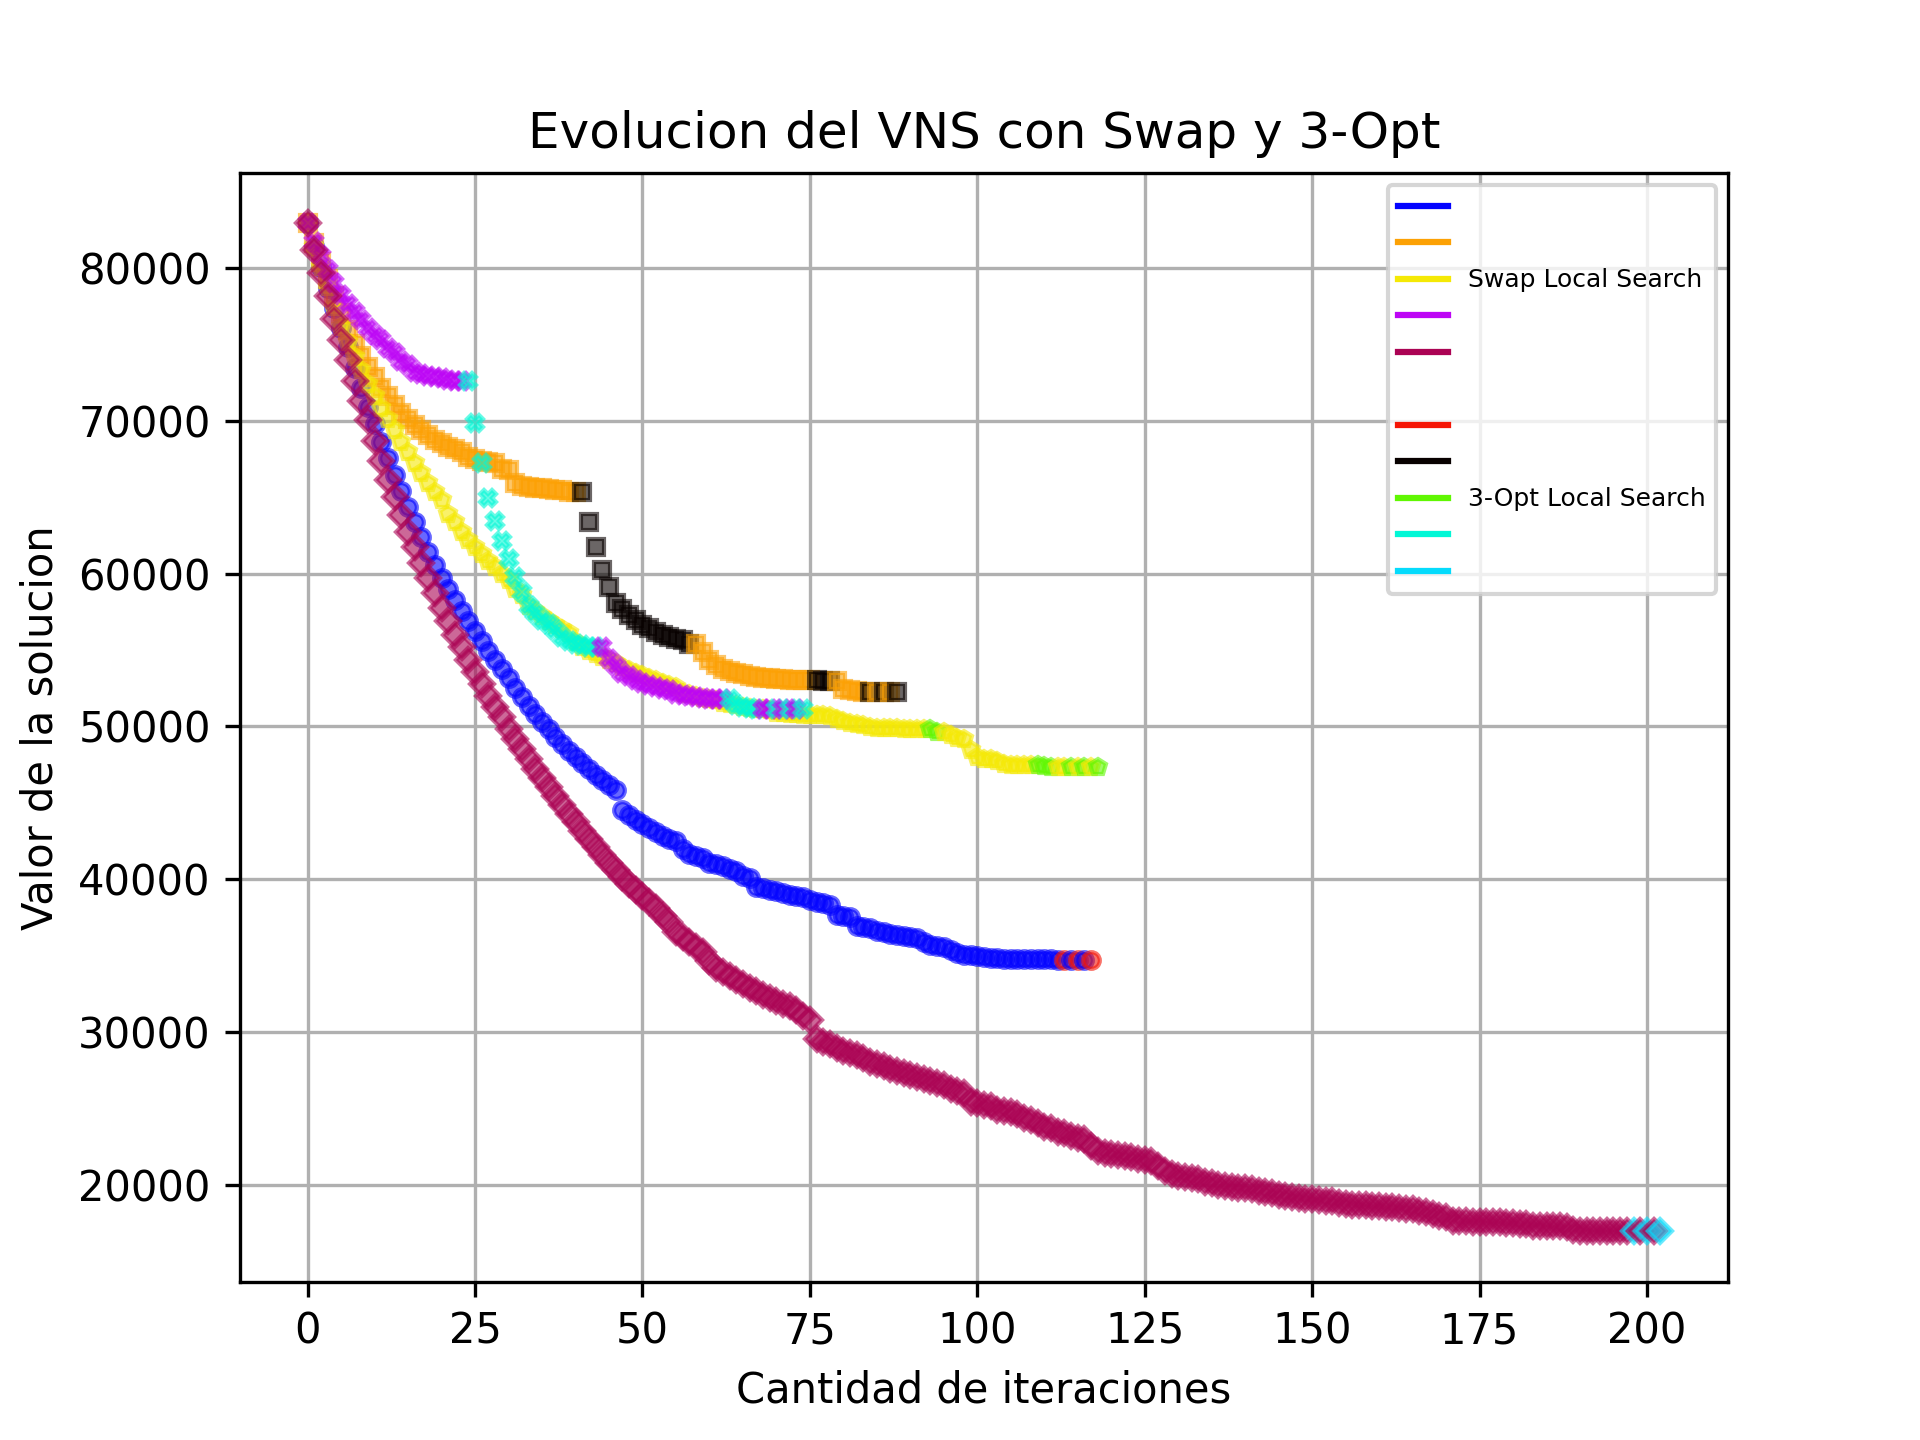 Evolucion del VNS con Swap y 3-Opt
Swap Local Search
3-Opt Local Search
Valor de la solucion
80000
70000
60000
50000
40000
30000
20000
0 25 50 75 100 125 150 175 200
Cantidad de iteraciones